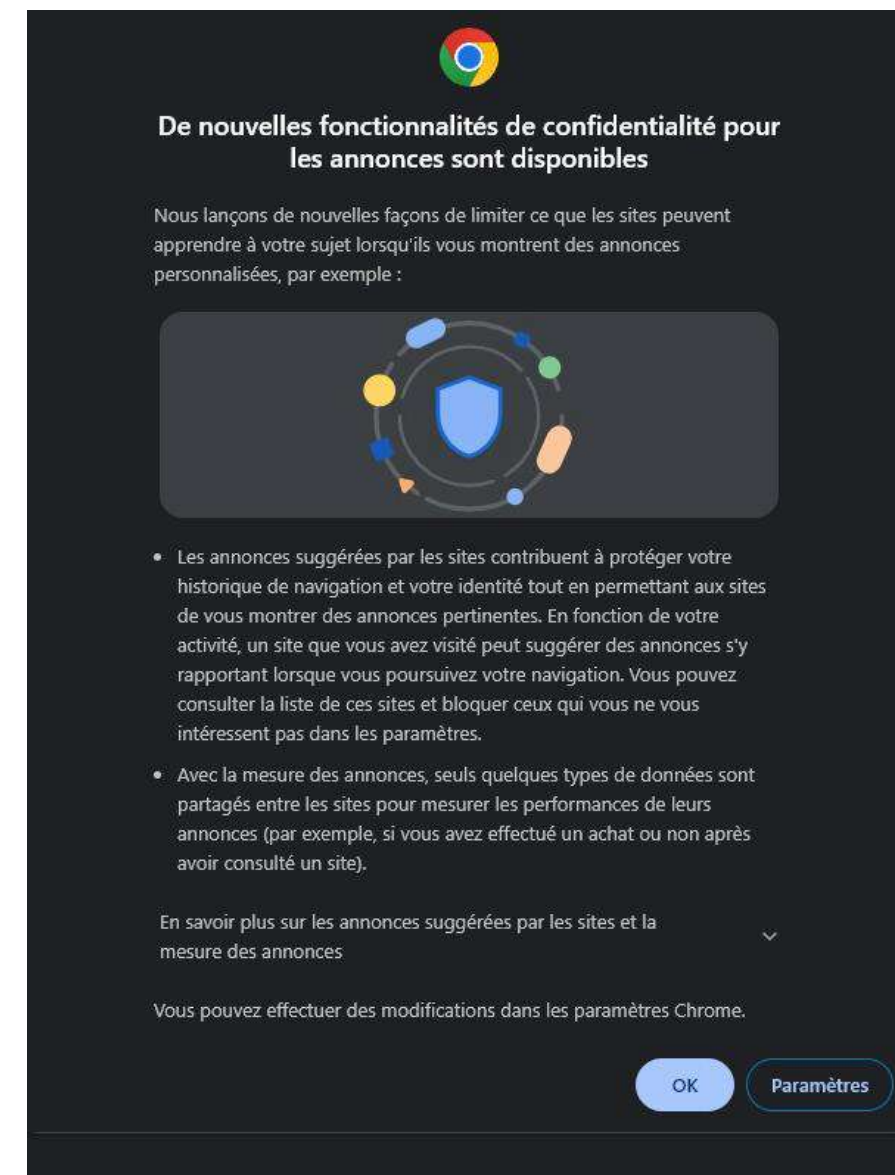 De nouvelles fonctionnalités de confidentialité pour
les annonces sont disponibles
Nous lançons de nouvelles façons de limiter ce que les sites peuvent
apprendre à votre sujet lorsqu'ils vous montrent des annonces
personnalisées, par exemple :
• Les annonces suggérées par les sites contribuent à protéger votre
historique de navigation et votre identité tout en permettant aux sites
de vous montrer des annonces pertinentes. En fonction de votre
activité, un site que vous avez visité peut suggérer des annonces s'y
rapportant lorsque vous poursuivez votre navigation. Vous pouvez
consulter la liste de ces sites et bloquer ceux qui vous ne vous
intéressent pas dans les paramètres.
• Avec la mesure des annonces, seuls quelques types de données sont
partagés entre les sites pour mesurer les performances de leurs
annonces (par exemple, si vous avez effectué un achat ou non après
avoir consulté un site).
En savoir plus sur les annonces suggérées par les sites et la
mesure des annonces
Vous pouvez effectuer des modifications dans les paramètres Chrome.
OK Paramètres